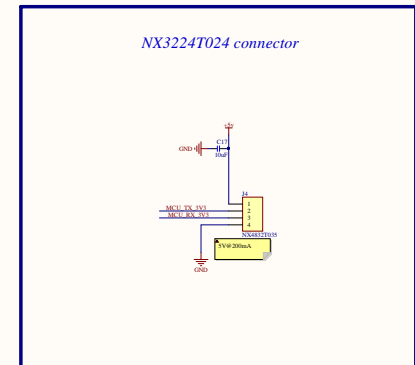 NX3224T024 connector
+5v
C17
GND
10uF
J4
1
MCU_TX_3V3
2
MCU_RX_3V3
3
4
NX4832T035
5V@200mA
GND